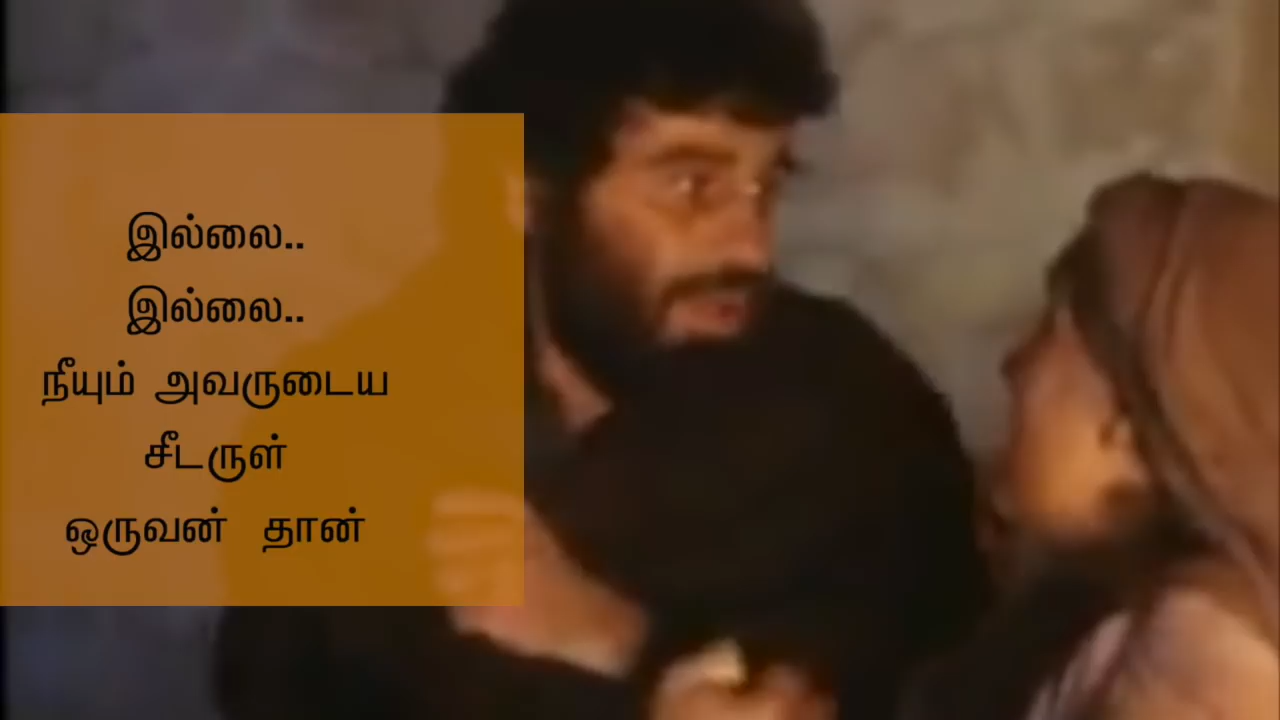 இல்லை..
இல்லை..
நீயும் அவருடைய
சீடருள்
ஒருவன் தான்